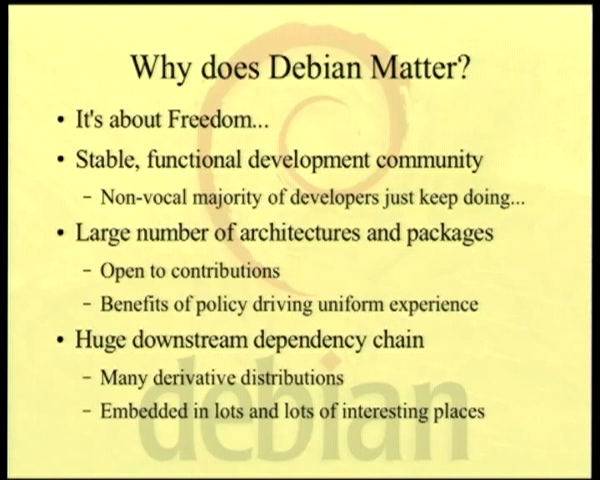 Why does Debian Matter?
• It's about Freedom...
• Stable, functional development community
– Non-vocal majority of developers just keep doing...
• Large number of architectures and packages
– Open to contributions
– Benefits of policy driving uniform experience
• Huge downstream dependency chain
– Many derivative distributions
– Embedded in lots and lots of interesting places
debian